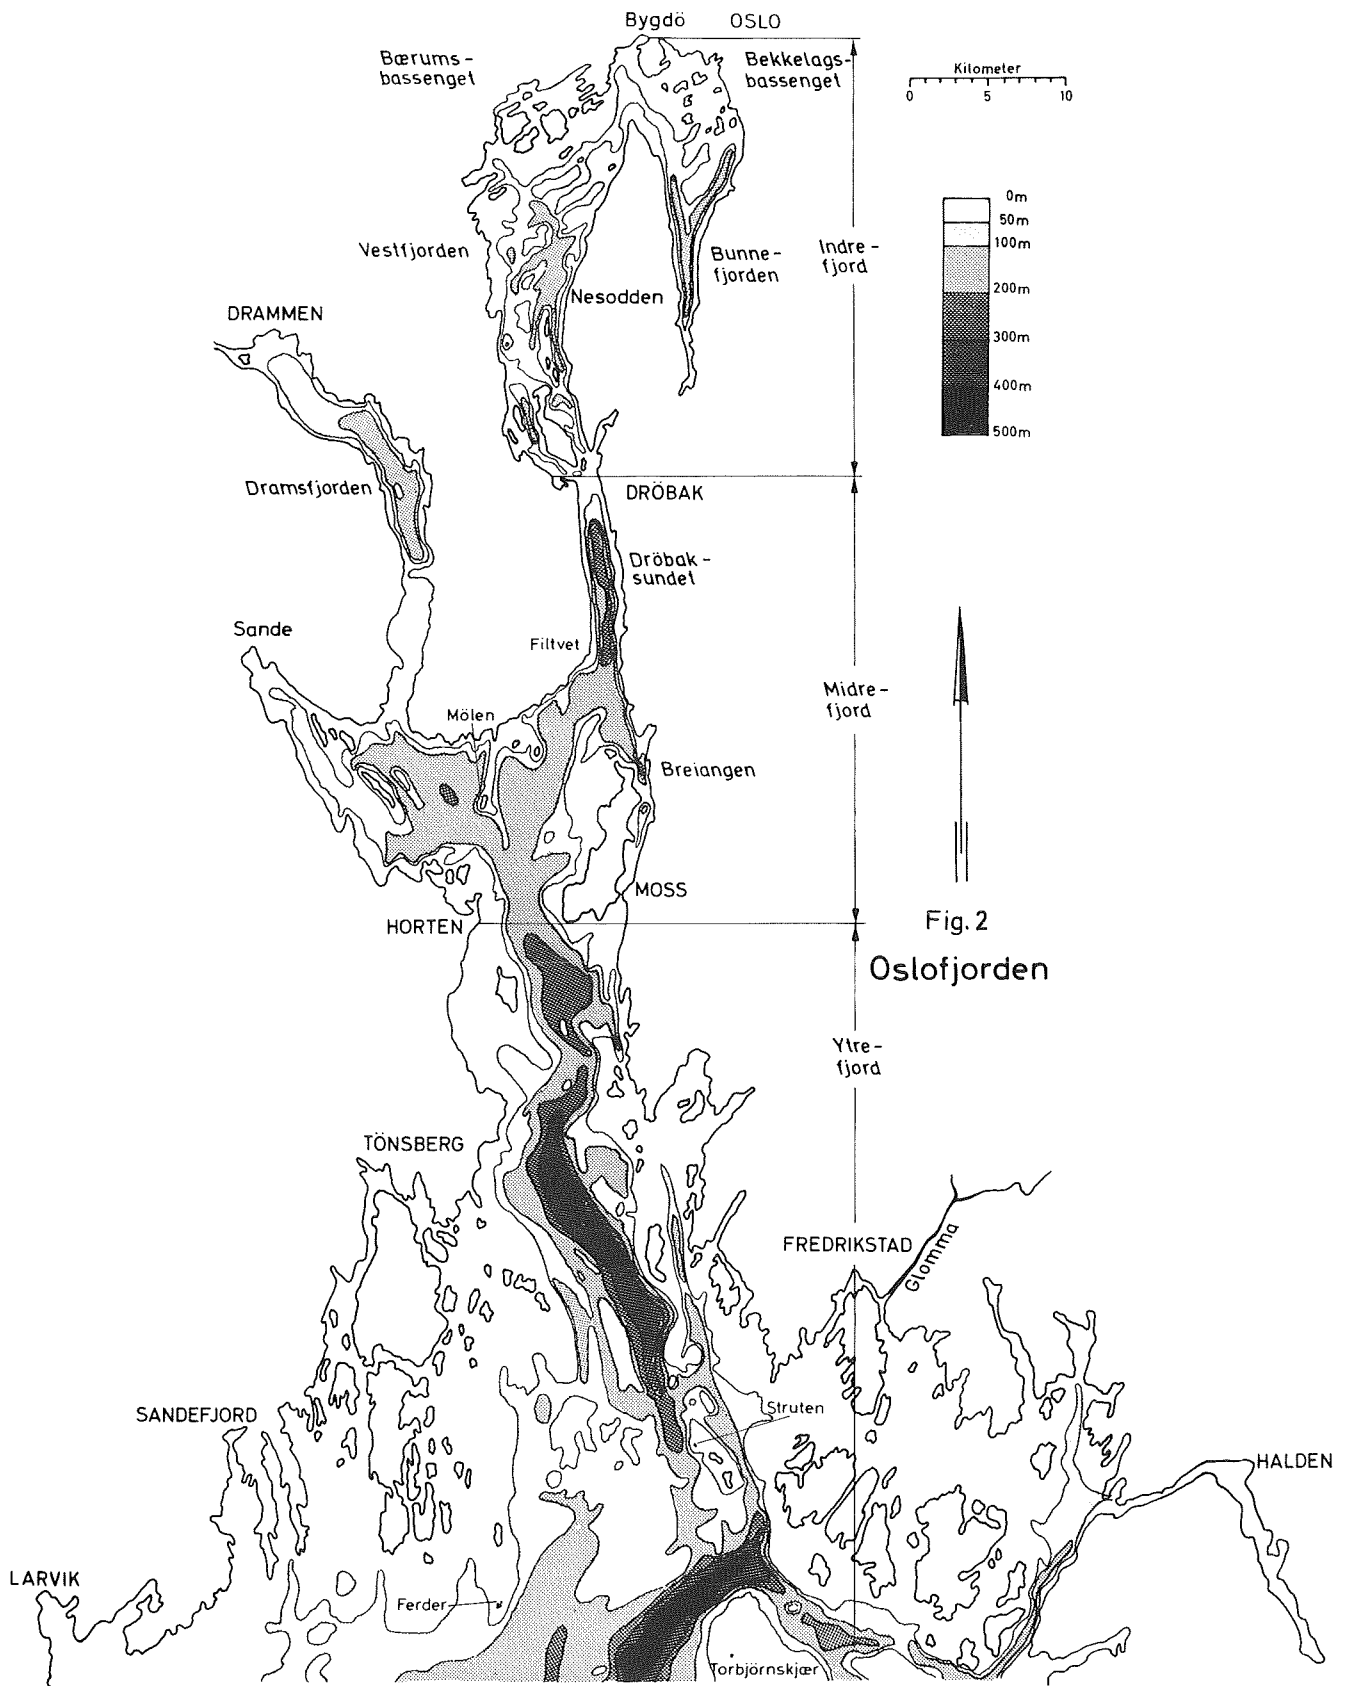 Bygdö OSLO
Bærums-
bassenget
Bekkelags-
bassenget
Kilometer
0 5 10
0m
50m
100m
200m
300m
400m
500m
Vestfjorden
Bunne-
fjorden
Indre-
fjord
Nesodden
DRAMMEN
Dramsfjorden
DRÖBAK
Dröbak-
sundet
Sande
Filtvet
Mölen
Midre-
fjord
Breiangen
MOSS
HORTEN
Fig. 2
Oslofjorden
Ytre-
fjord
TÖNSBERG
FREDRIKSTAD
Glomma
Struten
SANDEFJORD
HALDEN
LARVIK
Ferder
Torbjörnskjær